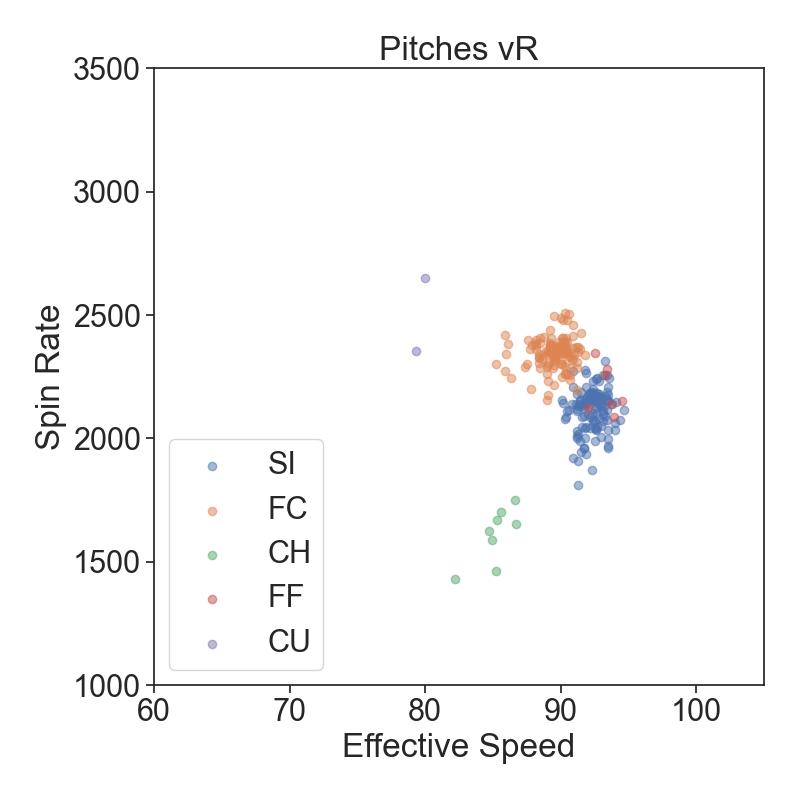 Pitches vR
3500
3000
2500
2000
1500
1000
Spin Rate
SI
FC
CH
FF
CU
60 70 80 90 100
Effective Speed